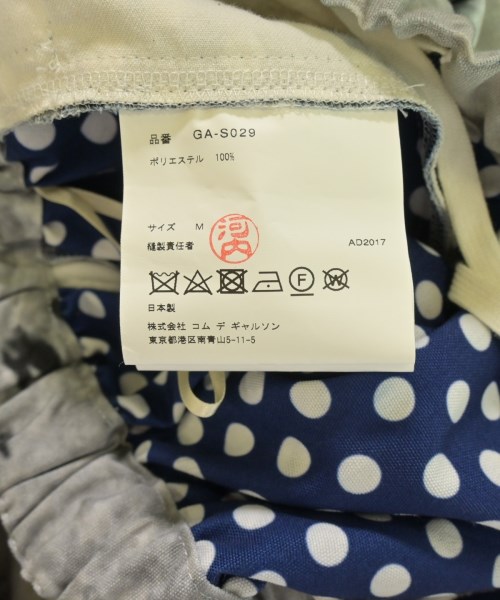 品番 GA-S029
ポリエステル 100%
サイズ M
縫製責任者 河内
AD2017
F
W
日本製
株式会社 コム デ ギャルソン
東京都港区南青山5-11-5